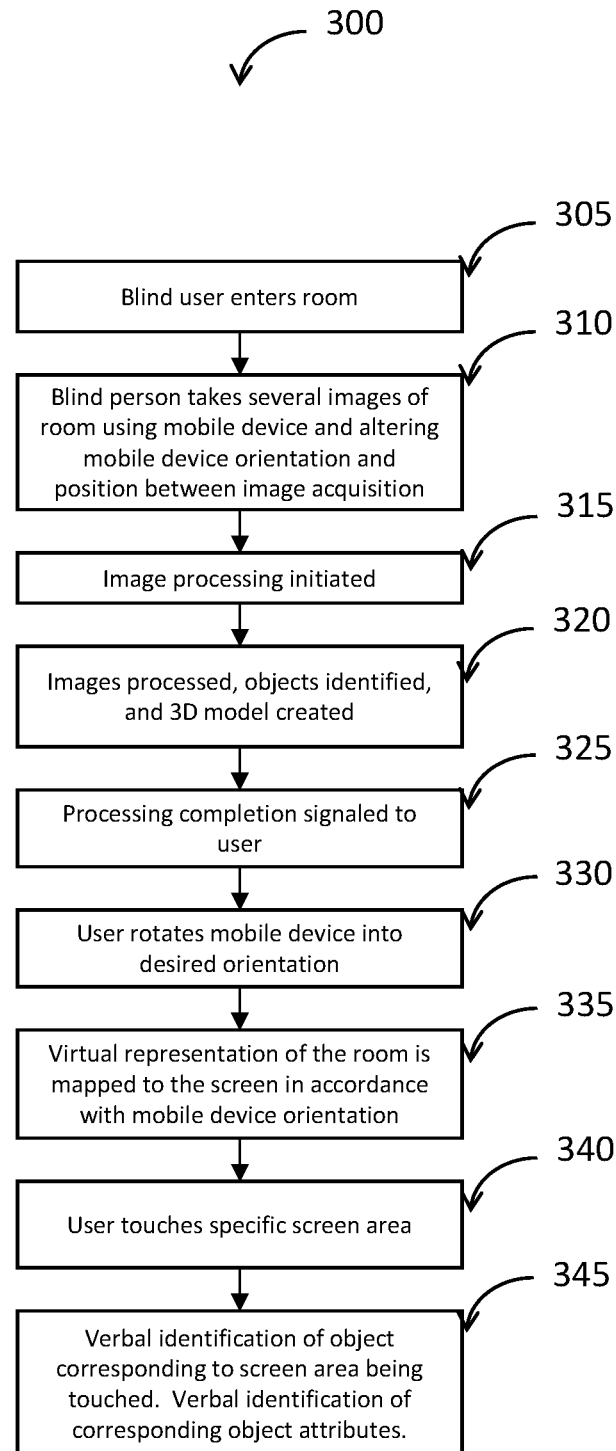 300
305
Blind user enters room
310
Blind person takes several images of
room using mobile device and altering
mobile device orientation and
position between image acquisition
315
Image processing initiated
320
Images processed, objects identified,
and 3D model created
325
Processing completion signaled to
user
330
User rotates mobile device into
desired orientation
335
Virtual representation of the room is
mapped to the screen in accordance
with mobile device orientation
340
User touches specific screen area
345
Verbal identification of object
corresponding to screen area being
touched.  Verbal identification of
corresponding object attributes.